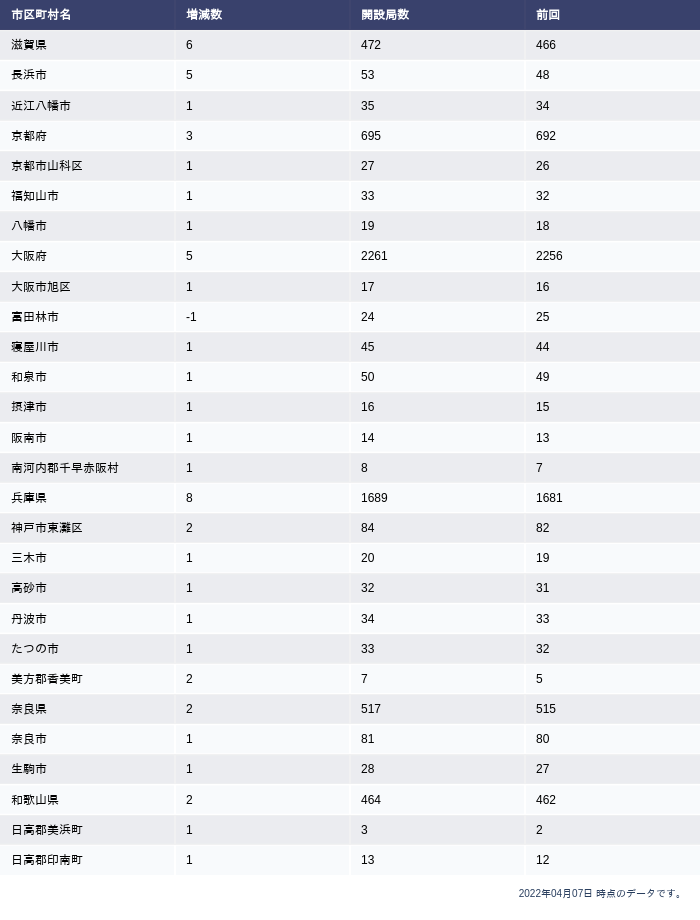 市区町村名 増減数 開設局数 前回
滋賀県 6 472 466
長浜市 5 53 48
近江八幡市 1 35 34
京都府 3 695 692
京都市山科区 1 27 26
福知山市 1 33 32
八幡市 1 19 18
大阪府 5 2261 2256
大阪市旭区 1 17 16
富田林市 -1 24 25
寝屋川市 1 45 44
和泉市 1 50 49
摂津市 1 16 15
阪南市 1 14 13
南河内郡千早赤阪村 1 8 7
兵庫県 8 1689 1681
神戸市東灘区 2 84 82
三木市 1 20 19
高砂市 1 32 31
丹波市 1 34 33
たつの市 1 33 32
美方郡香美町 2 7 5
奈良県 2 517 515
奈良市 1 81 80
生駒市 1 28 27
和歌山県 2 464 462
日高郡美浜町 1 3 2
日高郡印南町 1 13 12
2022年04月07日 時点のデータです。